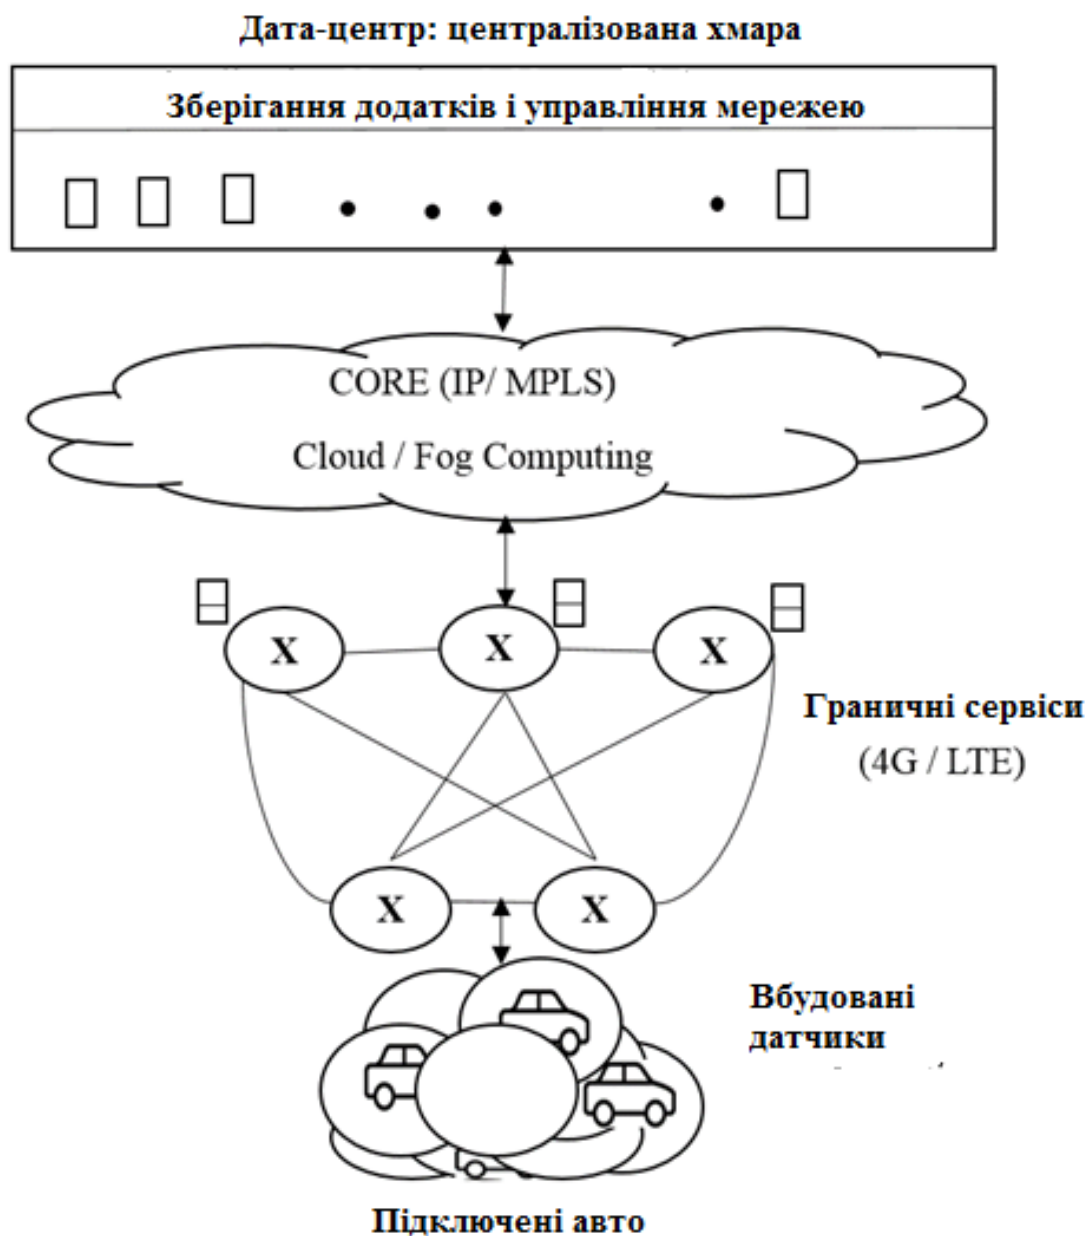 Дата-центр: централізована хмара
Зберігання додатків і управління мережею
CORE (IP/ MPLS)
Cloud / Fog Computing
X X X
Граничні сервіси
(4G / LTE)
X X
Вбудовані
датчики
Підключені авто